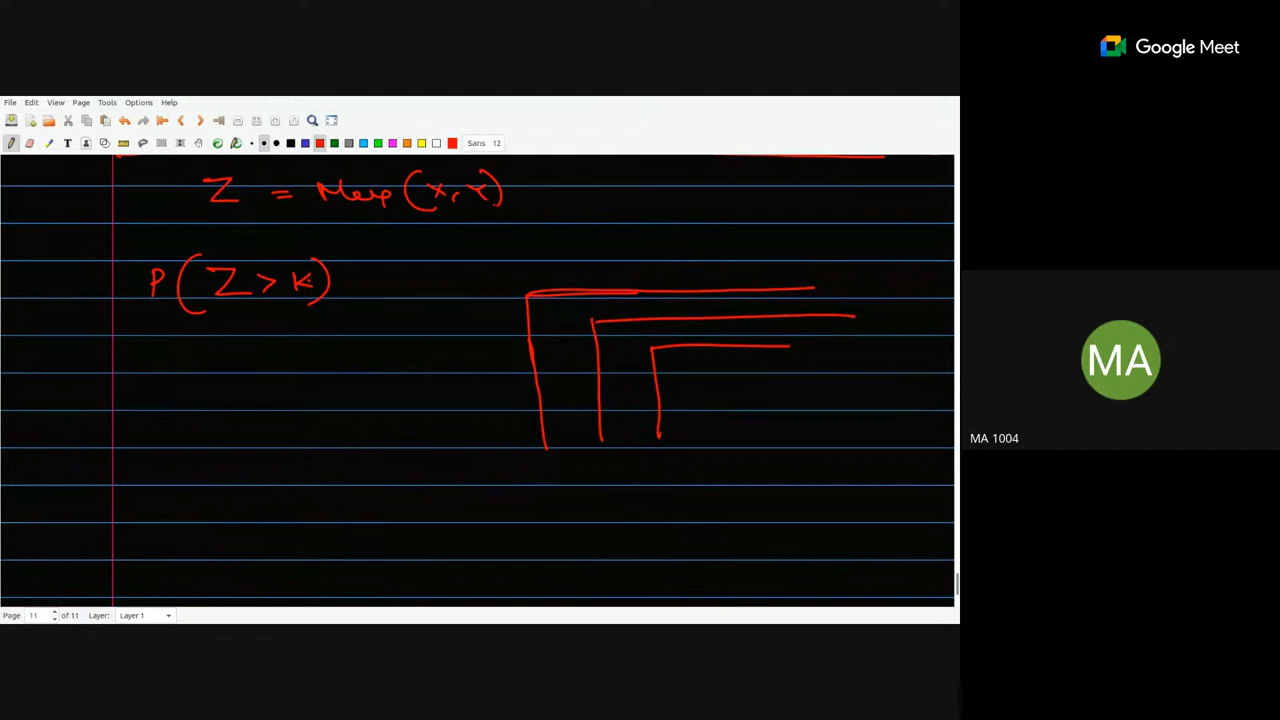 Google Meet
File Edit View Page Tools Options Help
T Sans 12
Z = Max (X, Y)
P (Z > K)
MA
MA 1004
Page 11 of 11 Layer: Layer 1